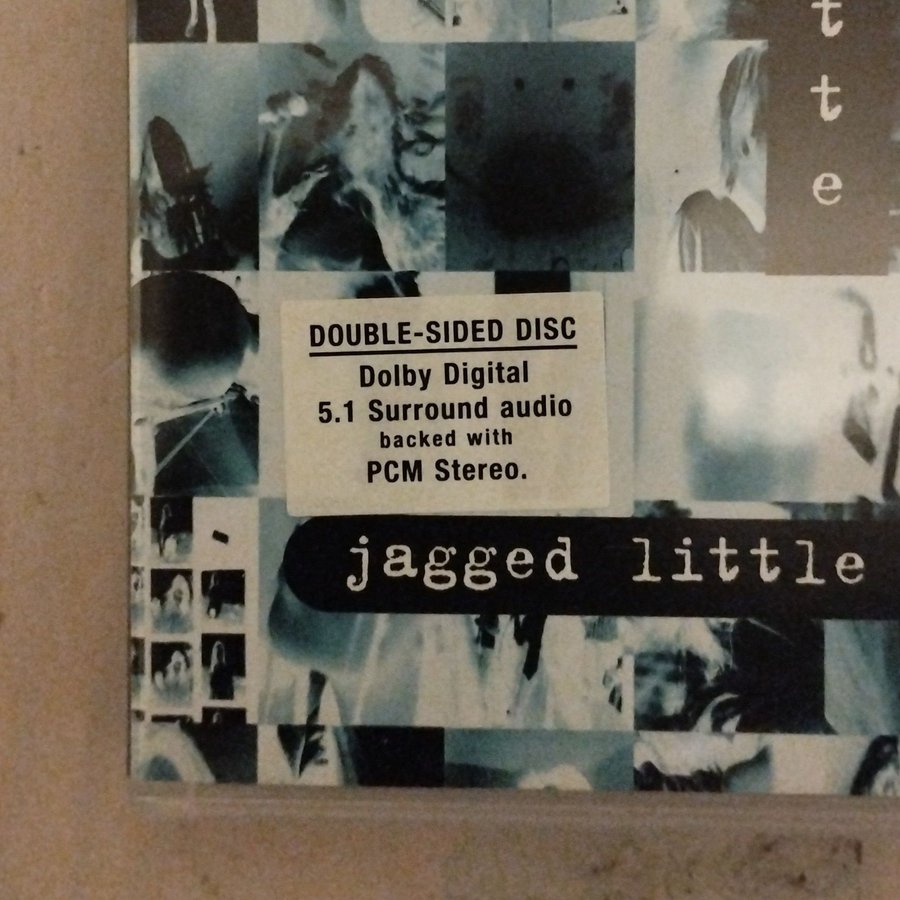 t
t
e
DOUBLE-SIDED DISC
Dolby Digital
5.1 Surround audio
backed with
PCM Stereo.
jagged little